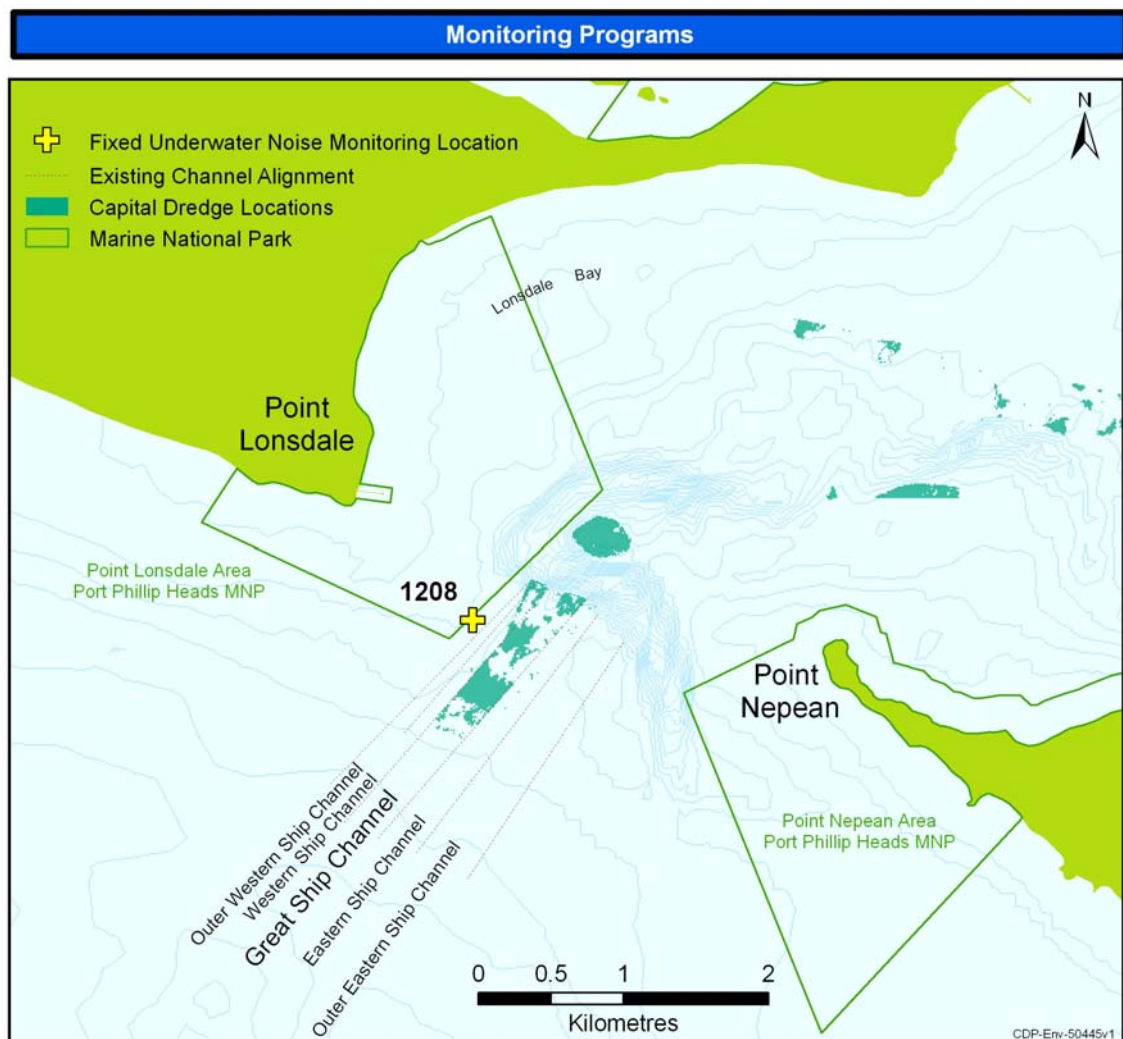 Monitoring Programs
N
Fixed Underwater Noise Monitoring Location
Existing Channel Alignment
Capital Dredge Locations
Marine National Park
Lonsdale Bay
Point
Lonsdale
Point Lonsdale Area
Port Phillip Heads MNP
1208
Point
Nepean
Point Nepean Area
Port Phillip Heads MNP
Outer Western Ship Channel
Western Ship Channel
Great Ship Channel
Eastern Ship Channel
Outer Eastern Ship Channel
0 0.5 1 2
Kilometres
CDP-Env-50445v1